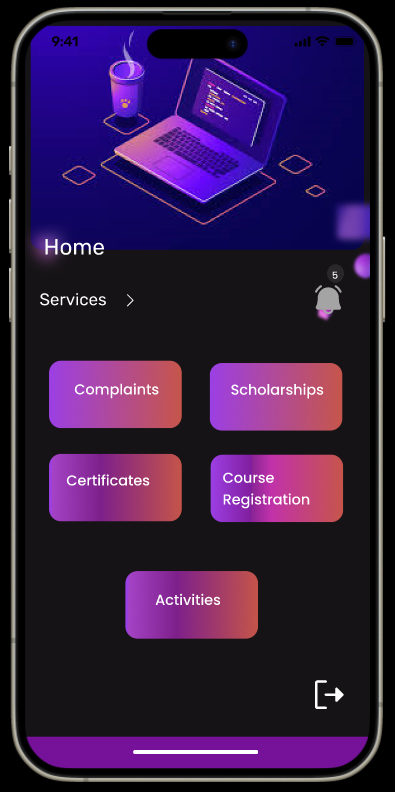 9:41
Home
5
Services
Complaints
Scholarships
Certificates
Course
Registration
Activities